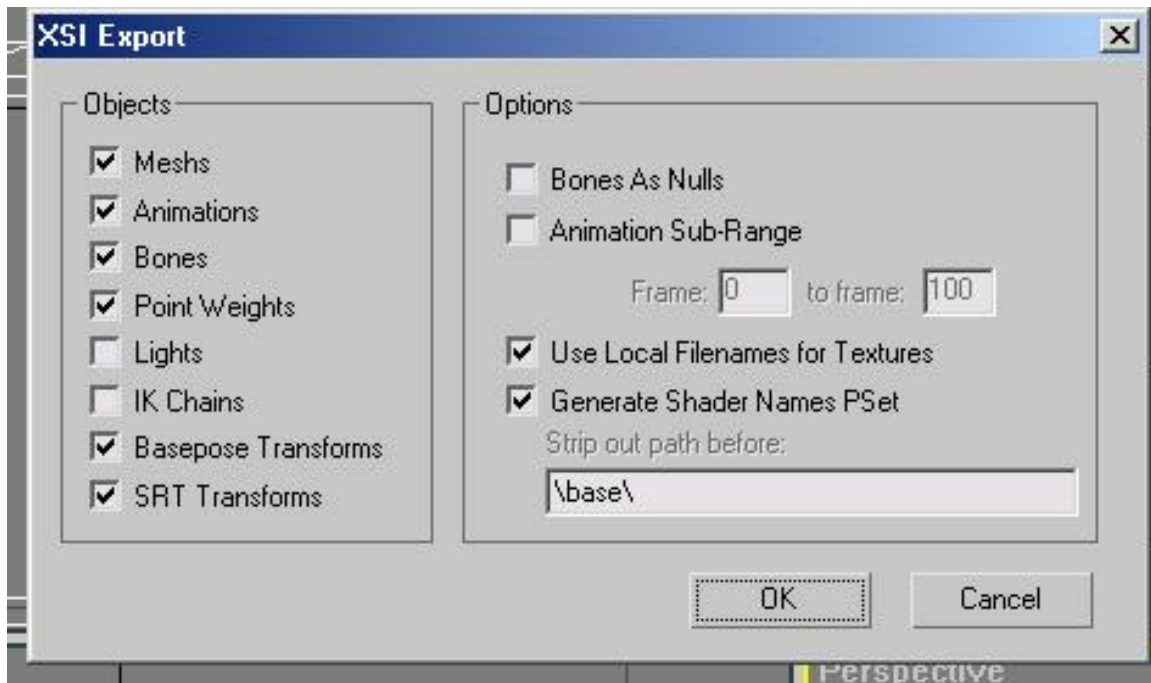 XSI Export
Objects
Meshs
Animations
Bones
Point Weights
Lights
IK Chains
Basepose Transforms
SRT Transforms
Options
Bones As Nulls
Animation Sub-Range
Frame: 0 to frame: 100
Use Local Filenames for Textures
Generate Shader Names PSet
Strip out path before:
\base\
OK Cancel
Perspective